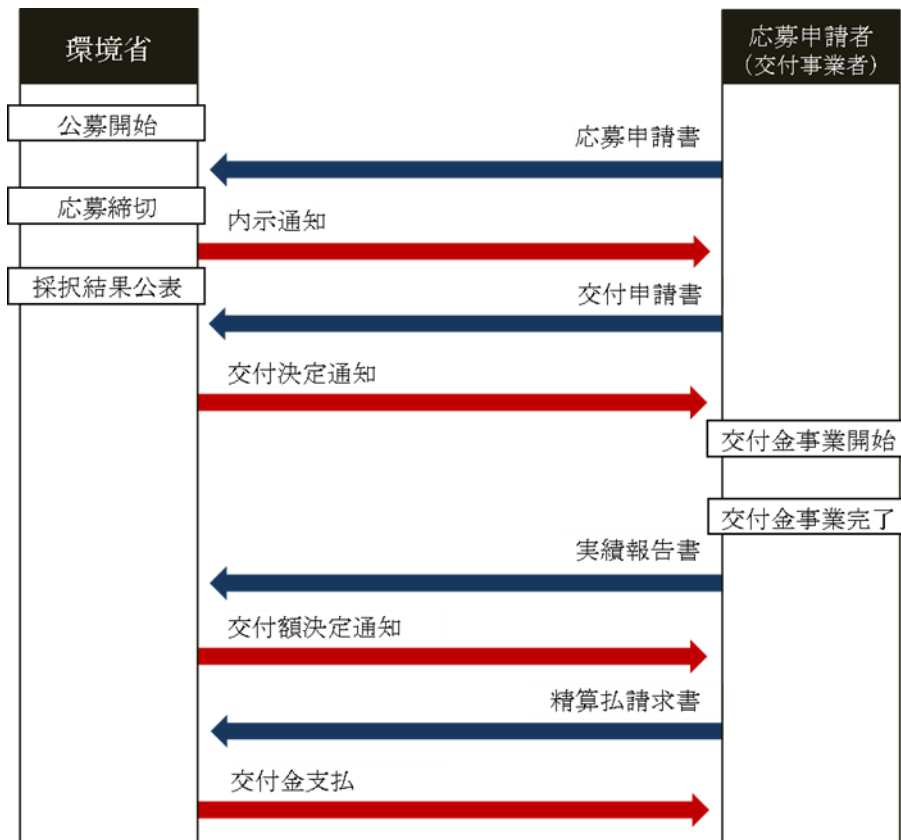 環境省
応募申請者
（交付事業者）
公募開始
応募申請書
応募締切
内示通知
採択結果公表
交付申請書
交付決定通知
交付金事業開始
交付金事業完了
実績報告書
交付額決定通知
精算払請求書
交付金支払